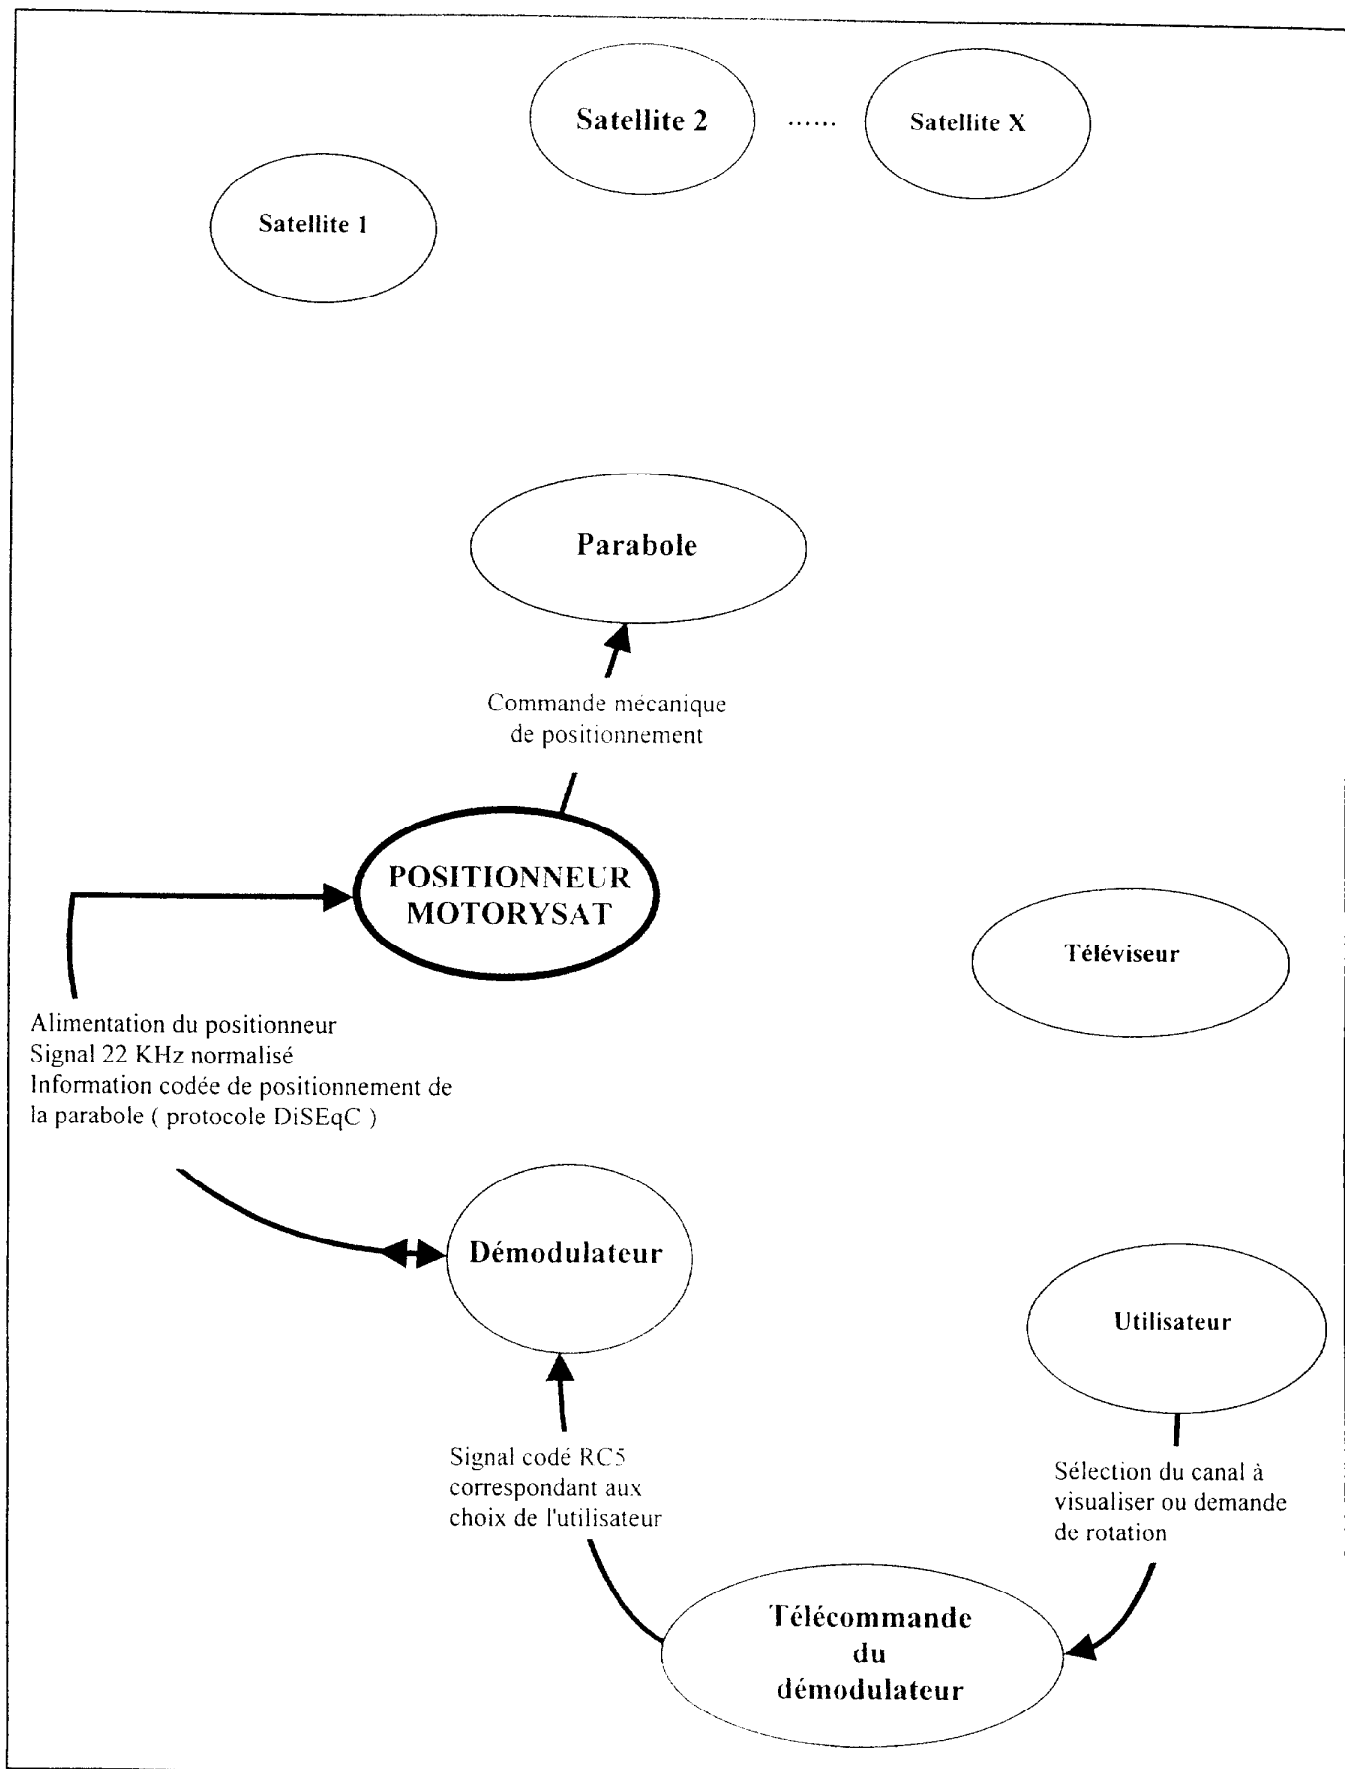 Satellite 2
......
Satellite X
Satellite 1
Parabole
Commande mécanique
de positionnement
POSITIONNEUR
MOTORYSAT
Téléviseur
Alimentation du positionneur
Signal 22 KHz normalisé
Information codée de positionnement de
la parabole ( protocole DiSEqC )
Démodulateur
Utilisateur
Signal codé RC5
correspondant aux
choix de l'utilisateur
Sélection du canal à
visualiser ou demande
de rotation
Télécommande
du
démodulateur